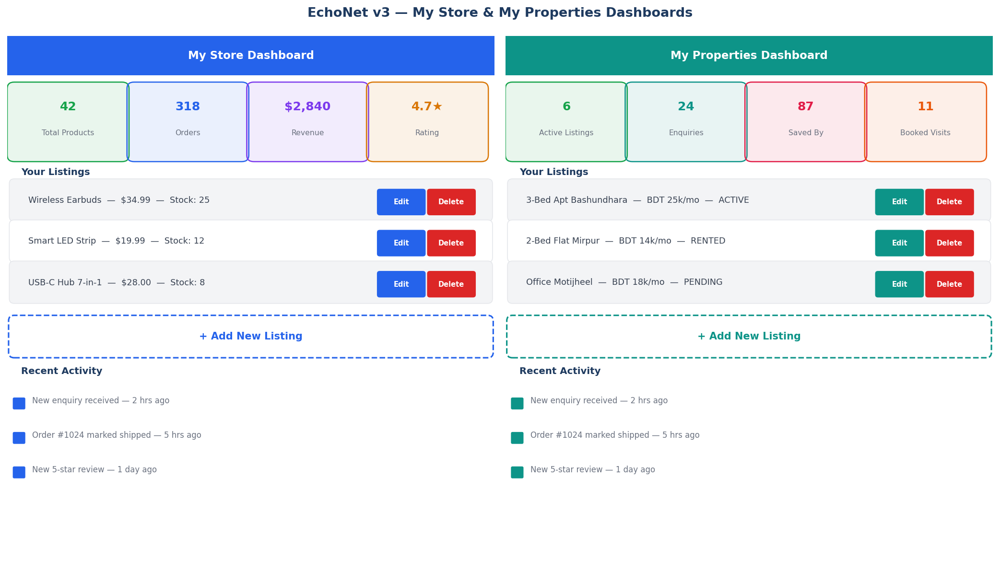 EchoNet v3 — My Store & My Properties Dashboards
My Store Dashboard
42
Total Products
318
Orders
$2,840
Revenue
4.7★
Rating
Your Listings
Wireless Earbuds — $34.99 — Stock: 25
Edit
Delete
Smart LED Strip — $19.99 — Stock: 12
Edit
Delete
USB-C Hub 7-in-1 — $28.00 — Stock: 8
Edit
Delete
+ Add New Listing
Recent Activity
New enquiry received — 2 hrs ago
Order #1024 marked shipped — 5 hrs ago
New 5-star review — 1 day ago
My Properties Dashboard
6
Active Listings
24
Enquiries
87
Saved By
11
Booked Visits
Your Listings
3-Bed Apt Bashundhara — BDT 25k/mo — ACTIVE
Edit
Delete
2-Bed Flat Mirpur — BDT 14k/mo — RENTED
Edit
Delete
Office Motijheel — BDT 18k/mo — PENDING
Edit
Delete
+ Add New Listing
Recent Activity
New enquiry received — 2 hrs ago
Order #1024 marked shipped — 5 hrs ago
New 5-star review — 1 day ago